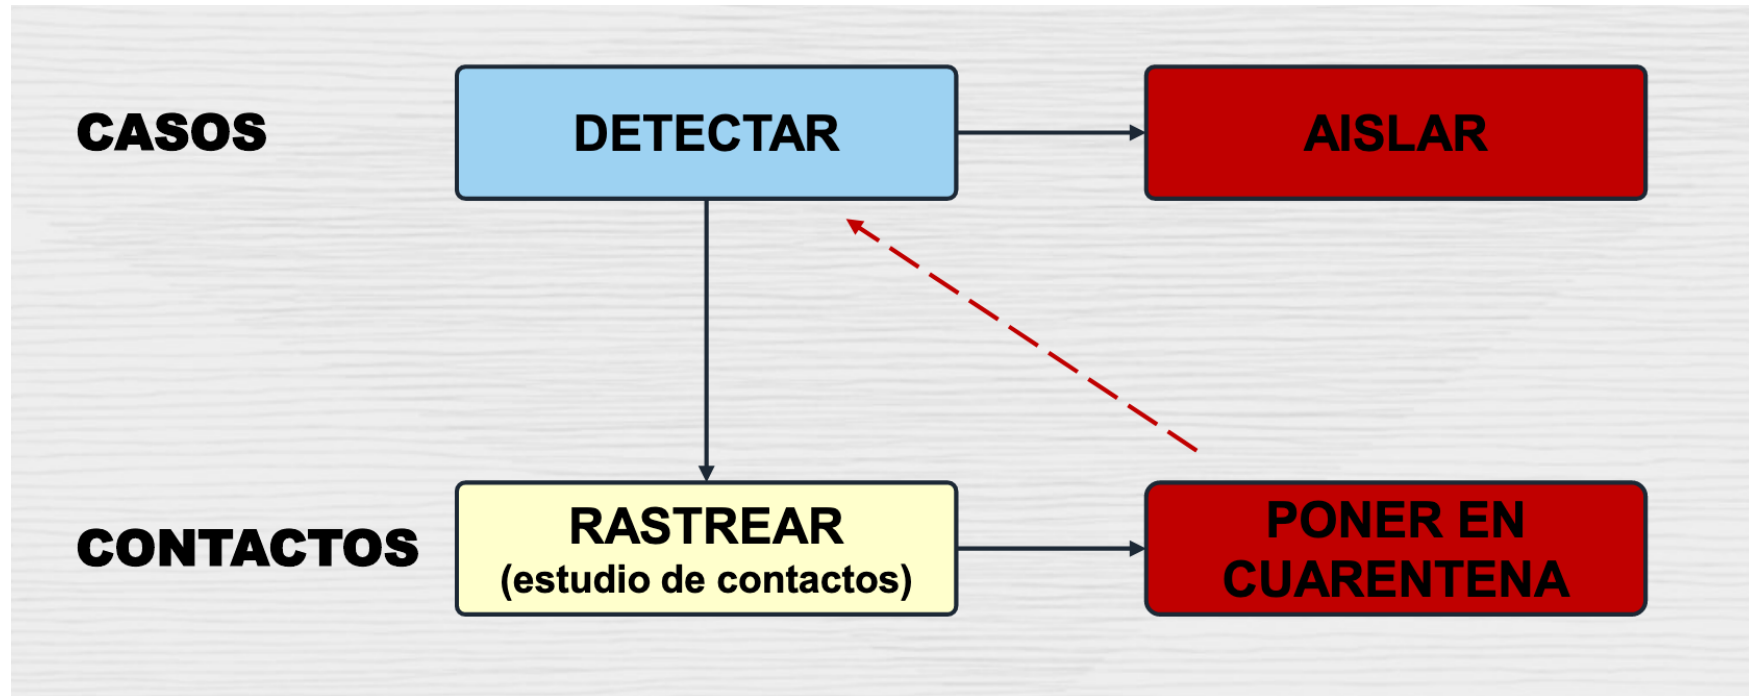 CASOS
DETECTAR
AISLAR
CONTACTOS
RASTREAR
(estudio de contactos)
PONER EN
CUARENTENA